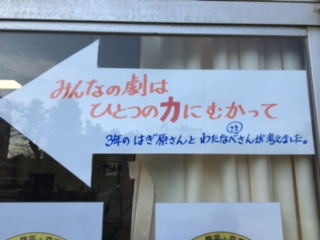 みんなの劇は
ひとつの力にむかって
3年のはぎ原さんとわたなべさんが考えました。